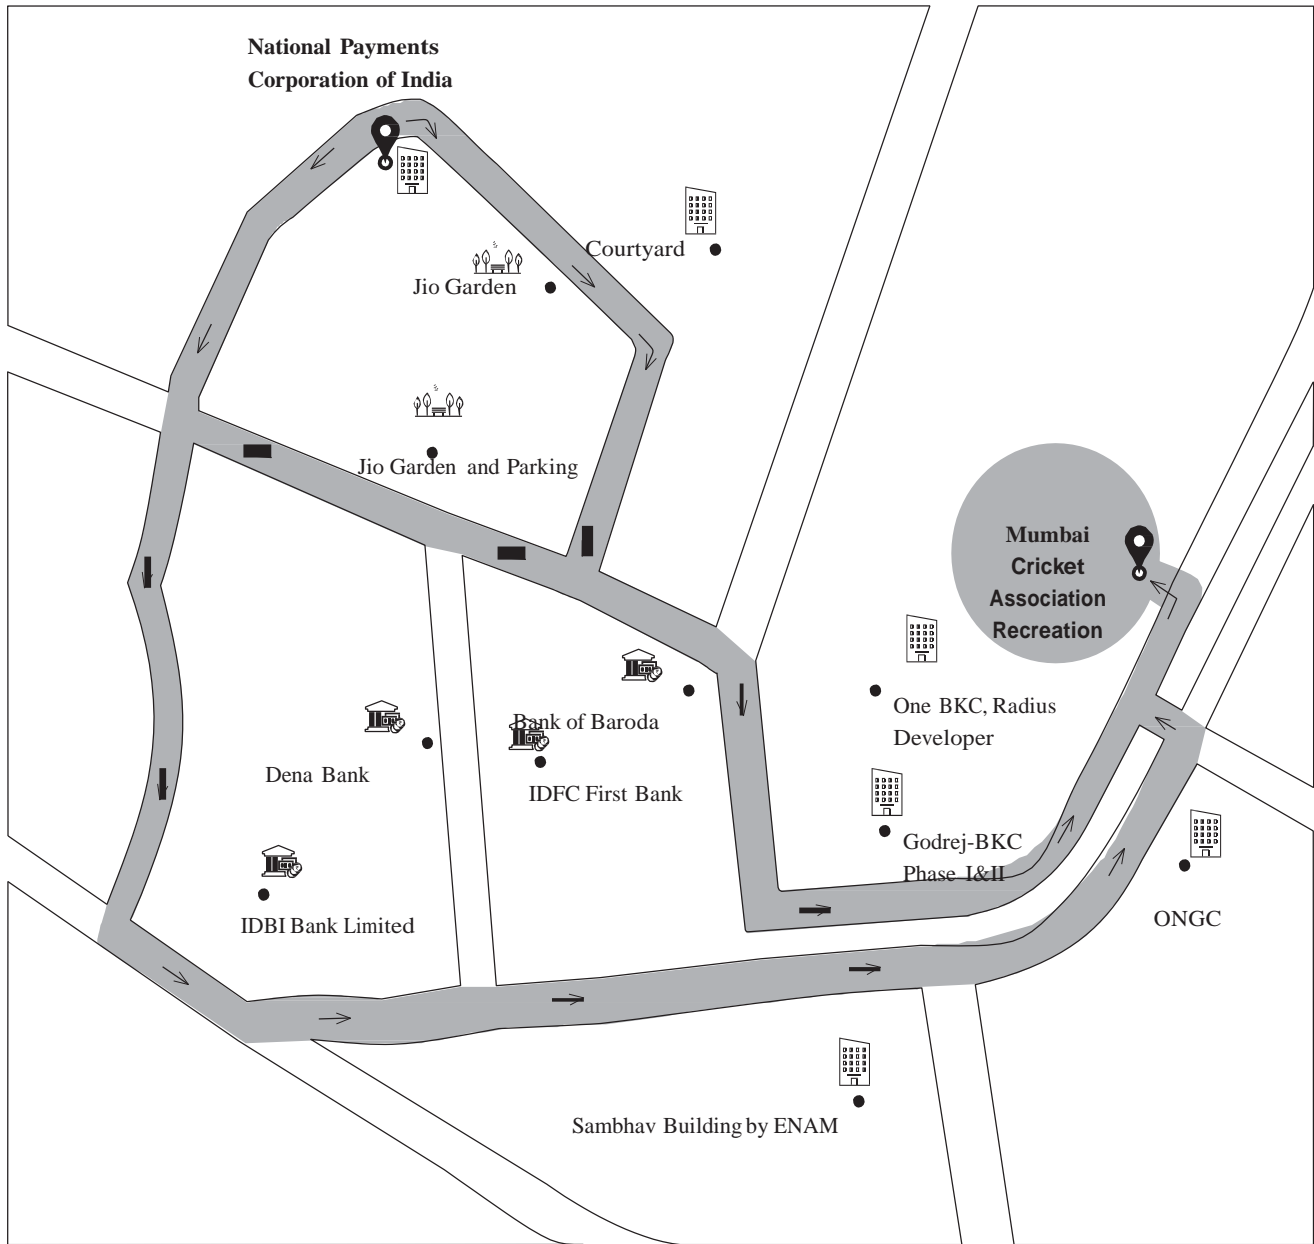 National Payments
Corporation of India
Courtyard
Jio Garden
Jio Garden and Parking
Mumbai
Cricket
Association
Recreation
One BKC, Radius
Developer
Bank of Baroda
Dena Bank
IDFC First Bank
Godrej-BKC
Phase I&II
IDBI Bank Limited
ONGC
Sambhav Building by ENAM